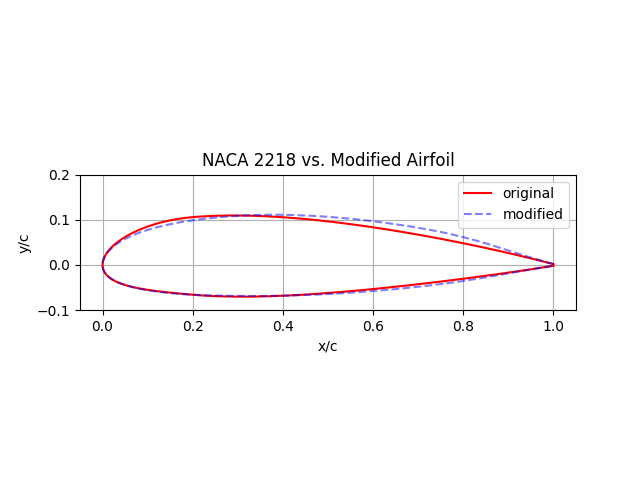 NACA 2218 vs. Modified Airfoil
0.2
0.1
0.0
−0.1
y/c
original
modified
0.0 0.2 0.4 0.6 0.8 1.0
x/c